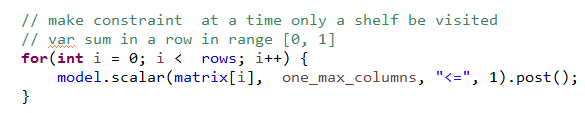 // make constraint  at a time only a shelf be visited
// var sum in a row in range [0, 1]
for(int i = 0; i <  rows; i++) {
    model.scalar(matrix[i],  one_max_columns, "<=", 1).post();
}